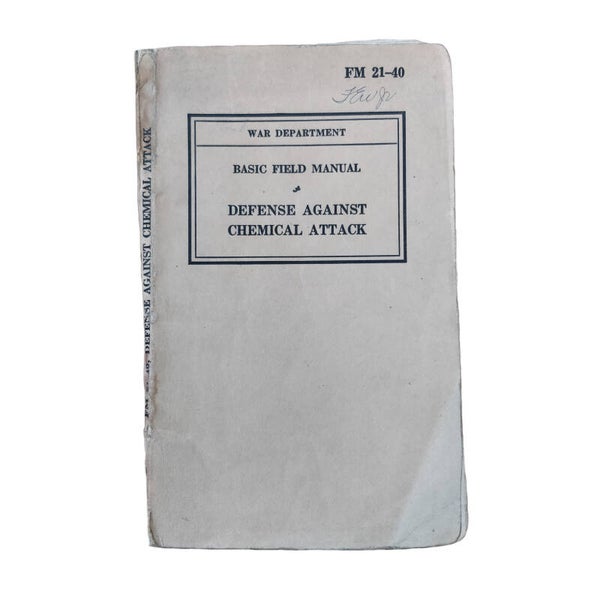 FM 21–40
WAR DEPARTMENT
BASIC FIELD MANUAL
DEFENSE AGAINST
CHEMICAL ATTACK
DEFENSE AGAINST CHEMICAL ATTACK